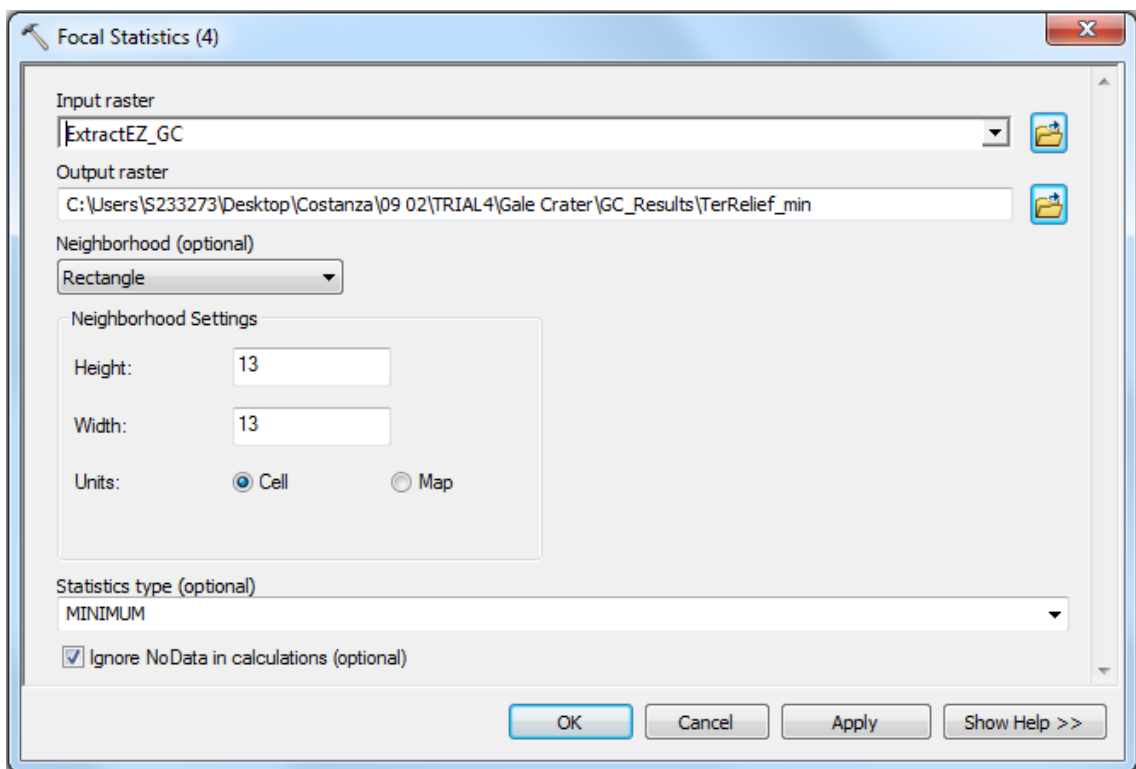 Focal Statistics (4)
Input raster
ExtractEZ_GC
Output raster
C:\Users\S233273\Desktop\Costanza\09 02\TRIAL4\Gale Crater\GC_Results\TerRelief_min
Neighborhood (optional)
Rectangle
Neighborhood Settings
Height: 13
Width: 13
Units: Cell Map
Statistics type (optional)
MINIMUM
Ignore NoData in calculations (optional)
OK Cancel Apply Show Help >>